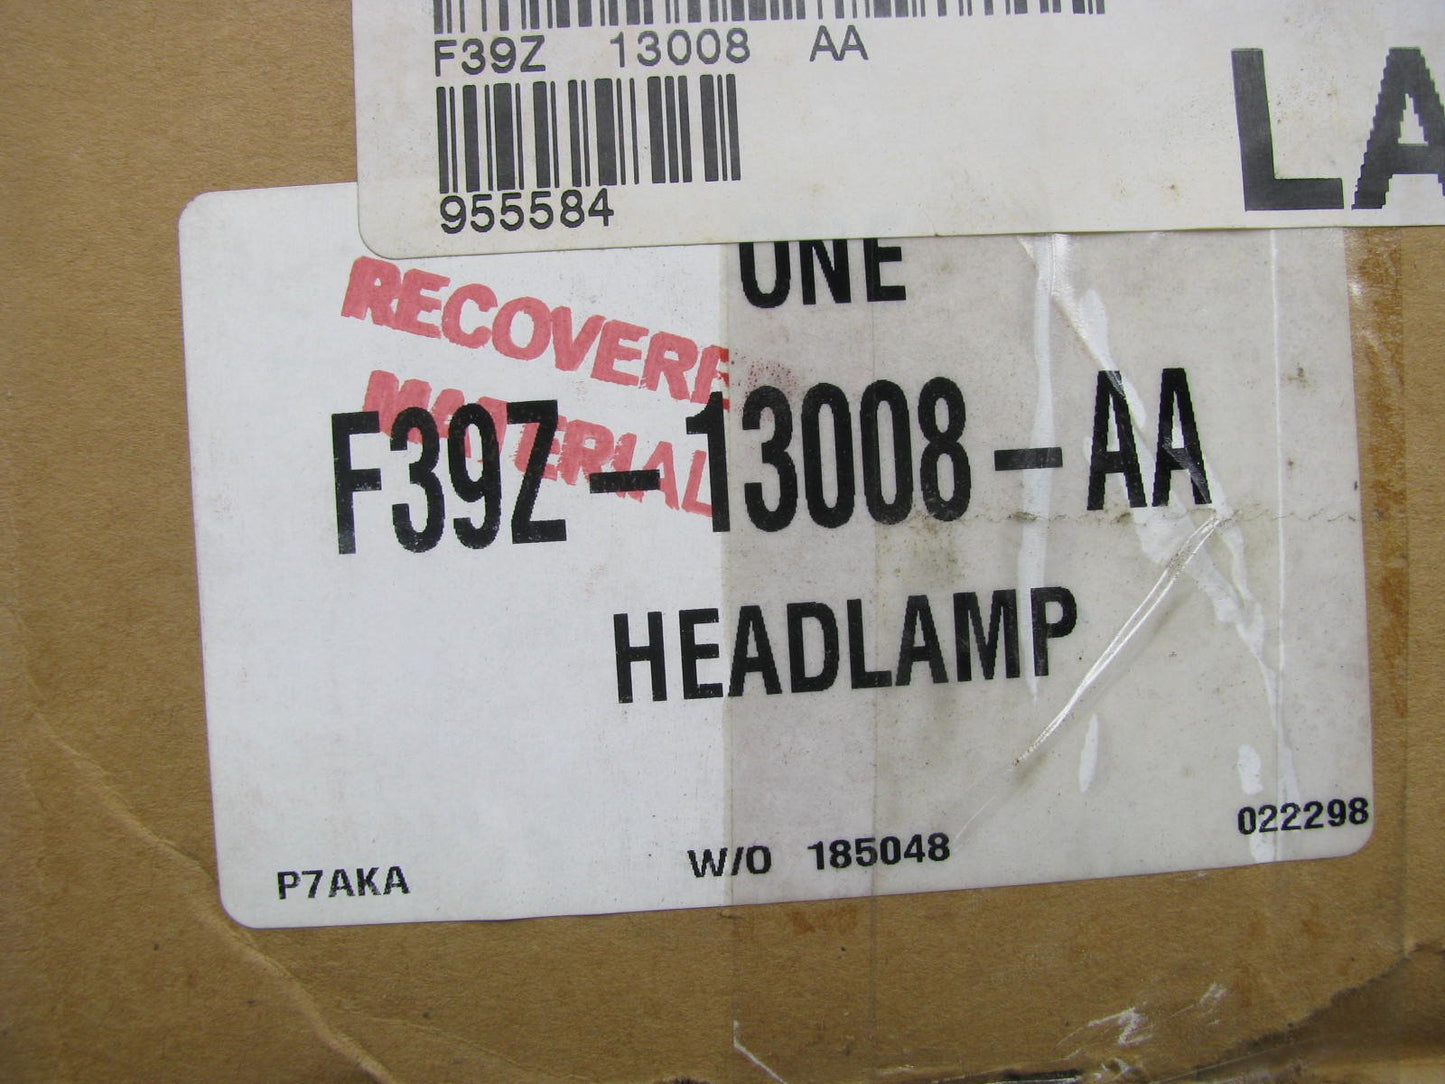 F39Z 13008 AA
955584
LA
ONE
RECOVERED
MATERIAL
F39Z-13008-AA
HEADLAMP
P7AKA
W/O 185048
022298